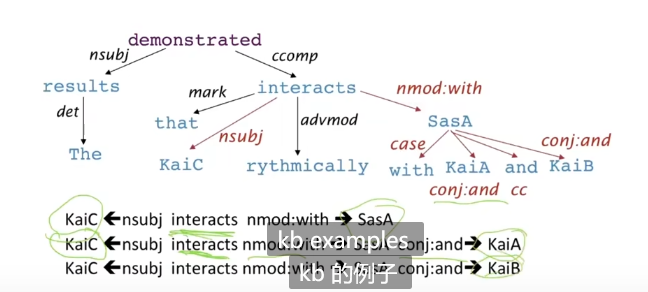 demonstrated
nsubj
ccomp
results
mark
interacts
nmod:with
det
that
nsubj
advmod
SasA
case
conj:and
The
KaiC
rythmically
with KaiA and KaiB
conj:and cc
KaiC ←nsubj interacts nmod:with → SasA
KaiC ←nsubj interacts nmod:with → conj:and→ KaiA
kb examples
KaiC ←nsubj interacts nmod:with conj:and→ KaiB
kb 的例子